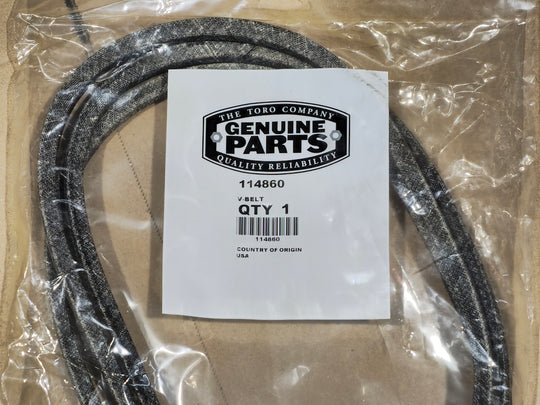 THE TORO COMPANY
GENUINE
PARTS
QUALITY RELIABILITY
114860
V-BELT
QTY 1
114860
COUNTRY OF ORIGIN
USA